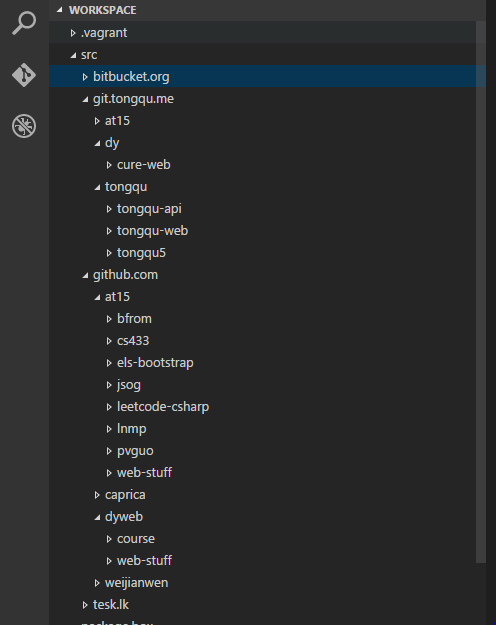 WORKSPACE
.vagrant
src
bitbucket.org
git.tongqu.me
at15
dy
cure-web
tongqu
tongqu-api
tongqu-web
tongqu5
github.com
at15
bfrom
cs433
els-bootstrap
jsog
leetcode-csharp
lnmp
pvguo
web-stuff
caprica
dyweb
course
web-stuff
weijianwen
tesk.lk
package.box